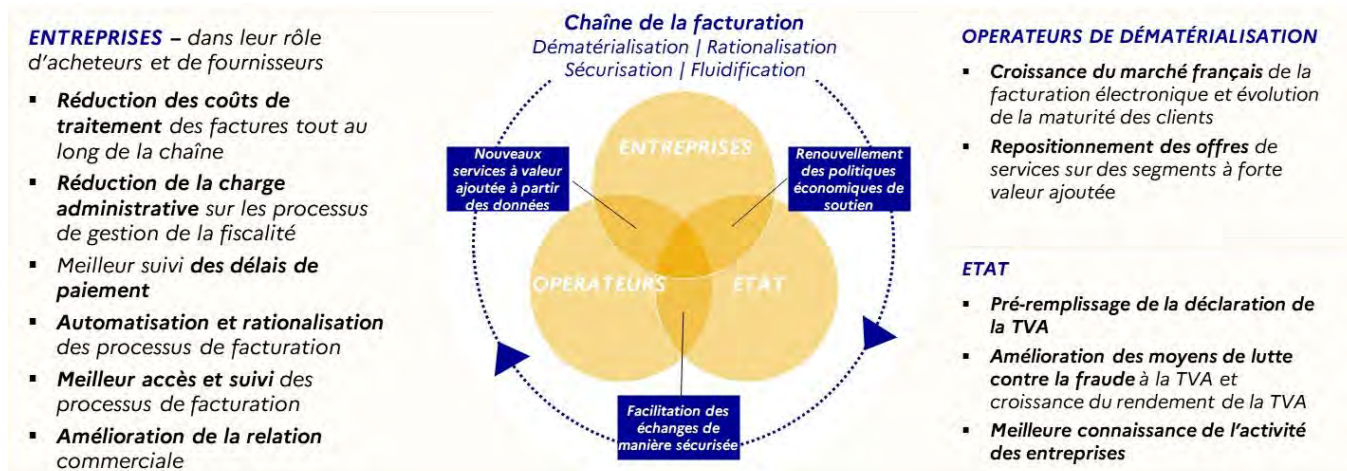 ENTREPRISES – dans leur rôle
d'acheteurs et de fournisseurs
▪ Réduction des coûts de
traitement des factures tout au
long de la chaîne
▪ Réduction de la charge
administrative sur les processus
de gestion de la fiscalité
▪ Meilleur suivi des délais de
paiement
▪ Automatisation et rationalisation
des processus de facturation
▪ Meilleur accès et suivi des
processus de facturation
▪ Amélioration de la relation
commerciale
Chaîne de la facturation
Dématérialisation | Rationalisation
Sécurisation | Fluidification
ENTREPRISES
Nouveaux
services à valeur
ajoutée à partir
des données
Renouvellement
des politiques
économiques de
soutien
OPERATEURS
ETAT
Facilitation des
échanges de
manière sécurisée
OPERATEURS DE DÉMATÉRIALISATION
▪ Croissance du marché français de la
facturation électronique et évolution
de la maturité des clients
▪ Repositionnement des offres de
services sur des segments à forte
valeur ajoutée
ETAT
▪ Pré-remplissage de la déclaration de
la TVA
▪ Amélioration des moyens de lutte
contre la fraude à la TVA et
croissance du rendement de la TVA
▪ Meilleure connaissance de l'activité
des entreprises